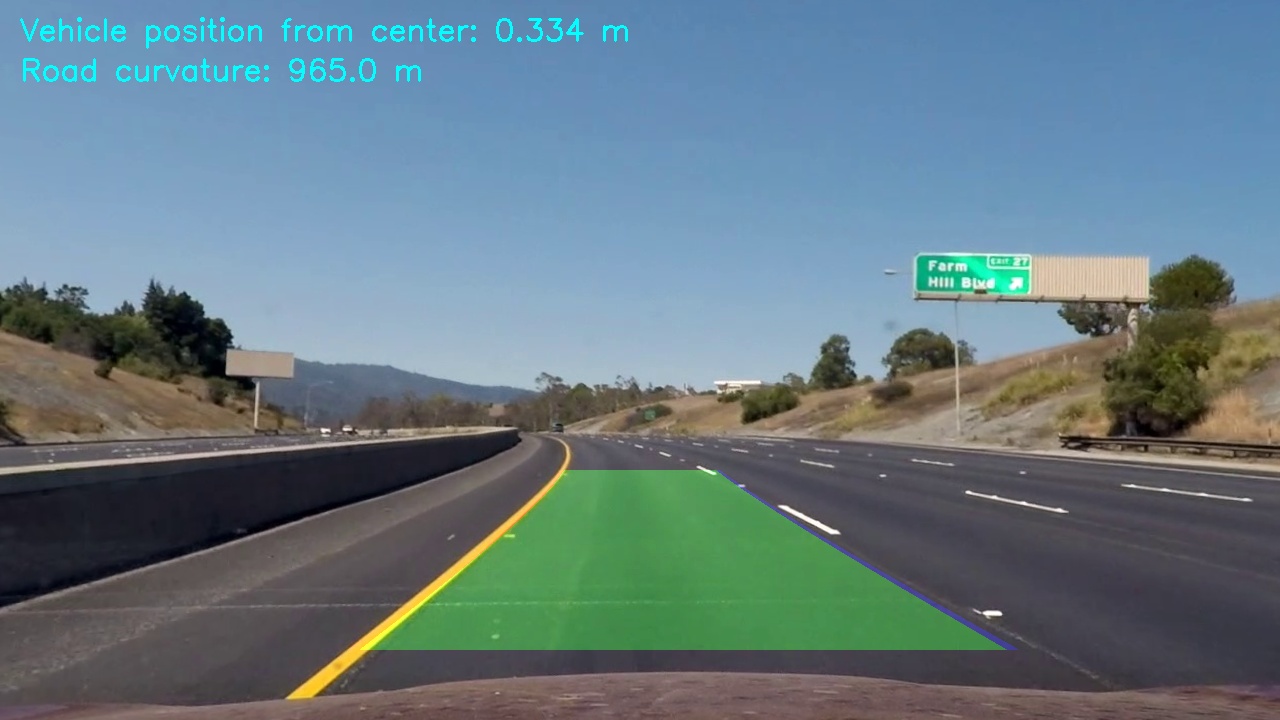 Vehicle position from center: 0.334 m
Road curvature: 965.0 m
EXIT 27
Farm
Hill Blvd